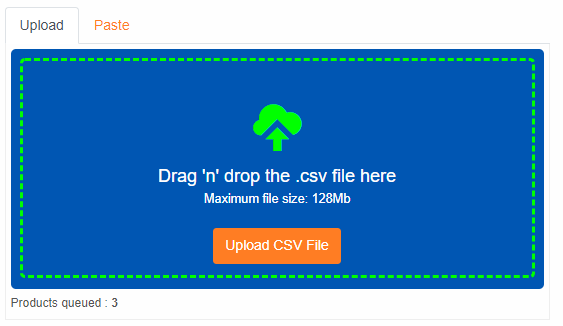 Upload Paste
Drag 'n' drop the .csv file here
Maximum file size: 128Mb
Upload CSV File
Products queued : 3